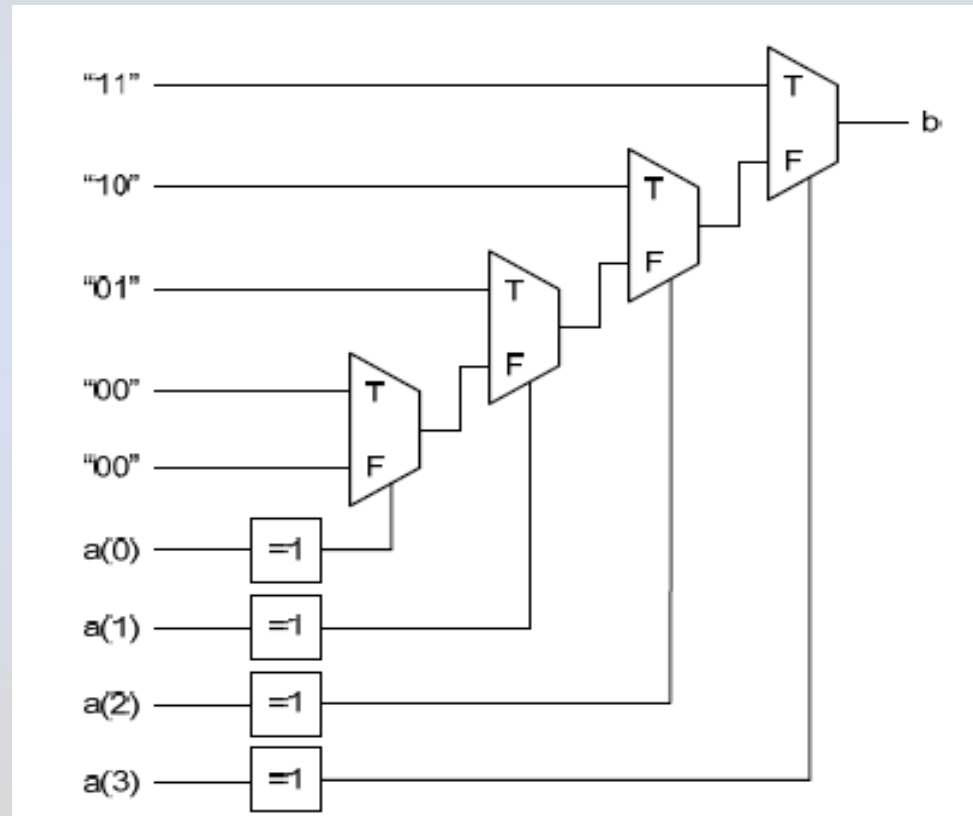 "11"
T
b
F
"10"
T
F
"01"
T
F
"00"
T
"00"
F
a(0) =1
a(1) =1
a(2) =1
a(3) =1